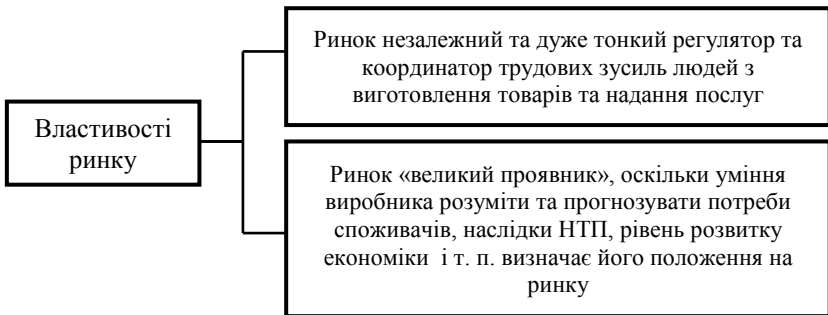 Властивості
ринку
Ринок незалежний та дуже тонкий регулятор та
координатор трудових зусиль людей з
виготовлення товарів та надання послуг
Ринок «великий проявник», оскільки уміння
виробника розуміти та прогнозувати потреби
споживачів, наслідки НТП, рівень розвитку
економіки і т. п. визначає його положення на
ринку